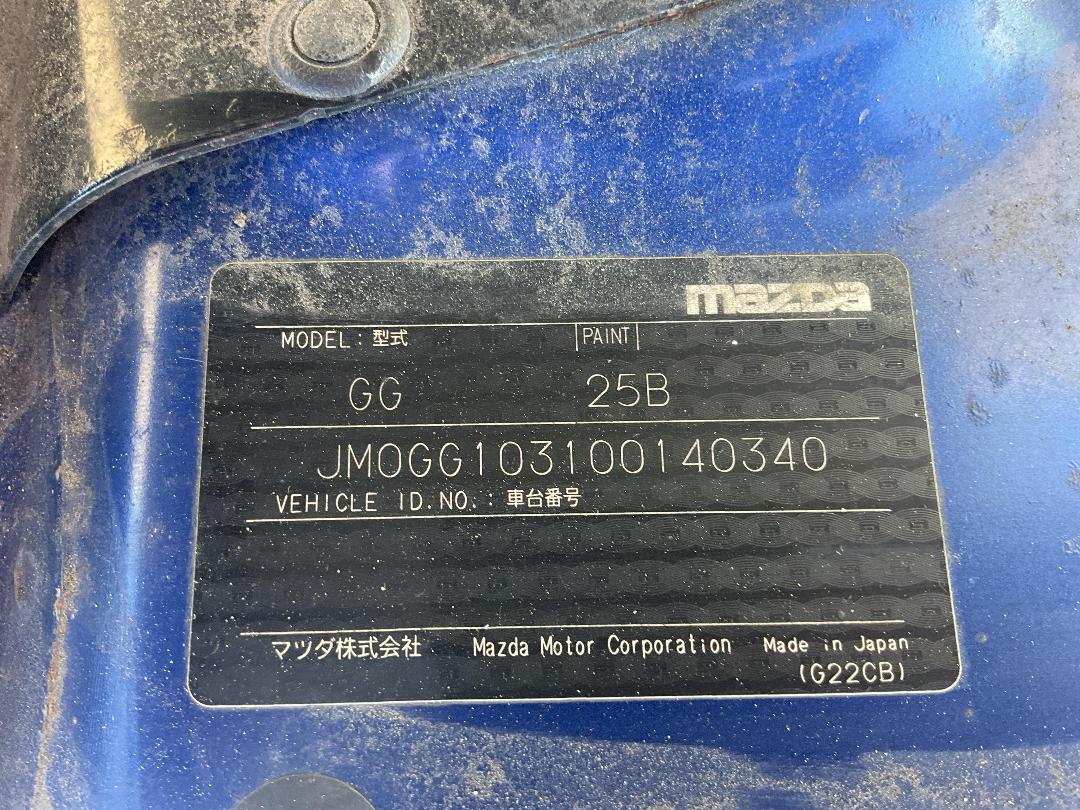 mazda
MODEL : 型式 PAINT
GG 25B
JM0GG103100140340
VEHICLE ID.NO. : 車台番号
マツダ株式会社 Mazda Motor Corporation Made in Japan
(G22CB)